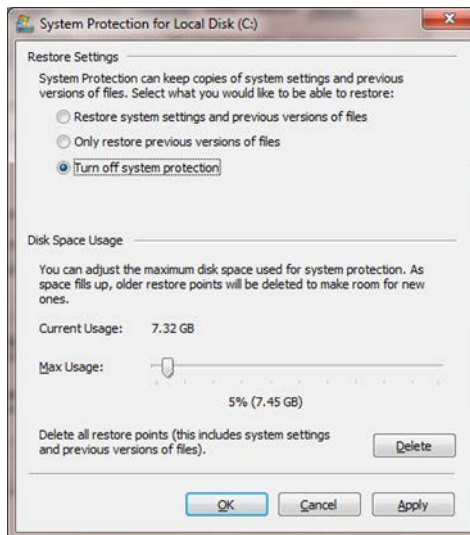 System Protection for Local Disk (C:)
Restore Settings
System Protection can keep copies of system settings and previous
versions of files. Select what you would like to be able to restore:
Restore system settings and previous versions of files
Only restore previous versions of files
Turn off system protection
Disk Space Usage
You can adjust the maximum disk space used for system protection. As
space fills up, older restore points will be deleted to make room for new
ones.
Current Usage: 7.32 GB
Max Usage:
5% (7.45 GB)
Delete all restore points (this includes system settings
and previous versions of files).
Delete
OK Cancel Apply